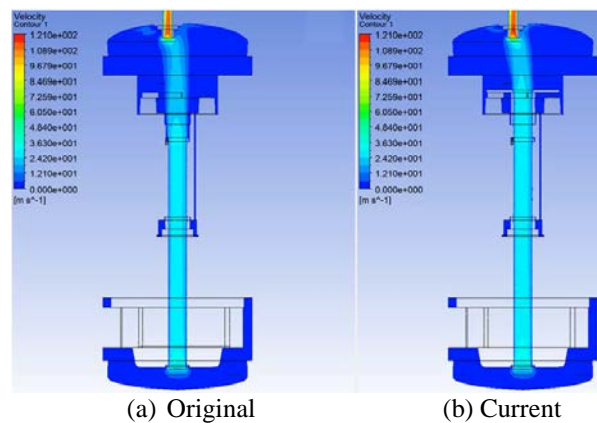 Velocity
Contour 1
1.210e+002
1.089e+002
9.679e+001
8.469e+001
7.259e+001
6.050e+001
4.840e+001
3.630e+001
2.420e+001
1.210e+001
0.000e+000
[m s^-1]
Velocity
Contour 1
1.210e+002
1.089e+002
9.679e+001
8.469e+001
7.259e+001
6.050e+001
4.840e+001
3.630e+001
2.420e+001
1.210e+001
0.000e+000
[m s^-1]
(a) Original
(b) Current